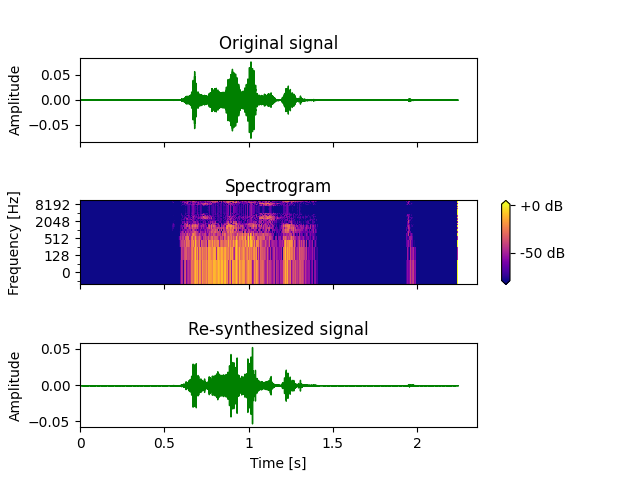 Original signal
Amplitude
0.05
0.00
−0.05
Spectrogram
Frequency [Hz]
8192
2048
512
128
0
+0 dB
-50 dB
Re-synthesized signal
Amplitude
0.05
0.00
−0.05
0
0.5
1
1.5
2
Time [s]